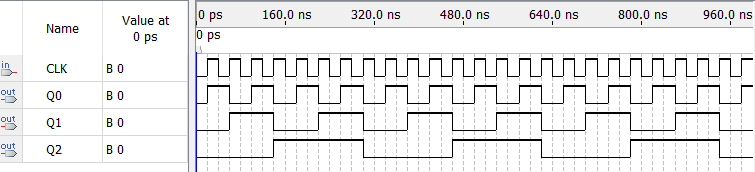 Name
Value at
0 ps
0 ps 160.0 ns 320.0 ns 480.0 ns 640.0 ns 800.0 ns 960.0 ns
0 ps
in CLK B 0
out Q0 B 0
out Q1 B 0
out Q2 B 0